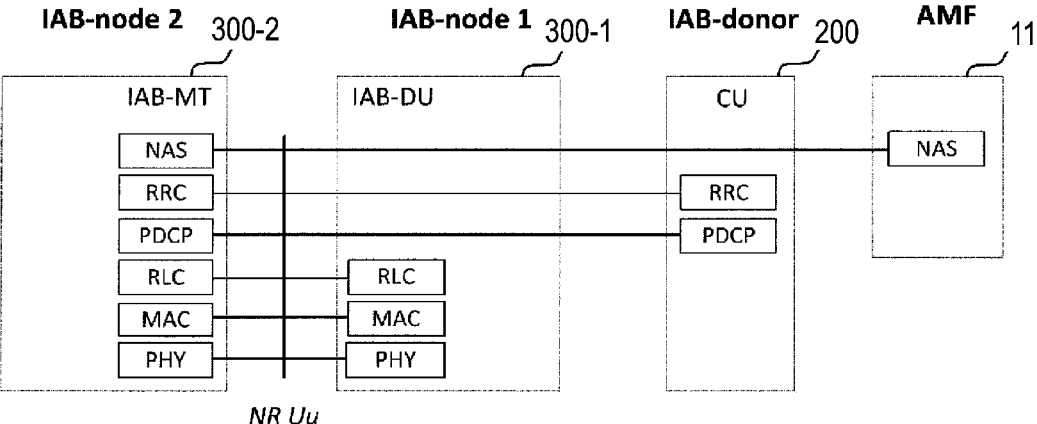 IAB-node 2 IAB-node 1 IAB-donor AMF
300-2 300-1 200 11
IAB-MT IAB-DU CU
NAS NAS
RRC RRC
PDCP PDCP
RLC RLC
MAC MAC
PHY PHY
NR Uu